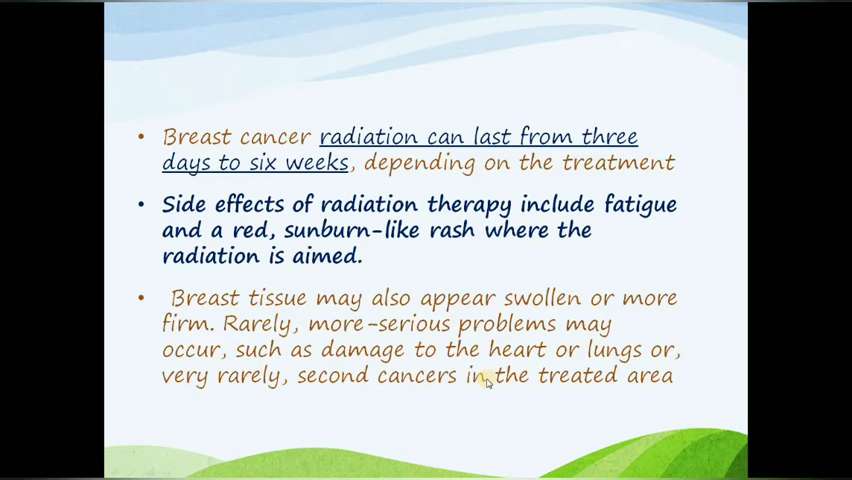 • Breast cancer radiation can last from three
days to six weeks, depending on the treatment
• Side effects of radiation therapy include fatigue
and a red, sunburn-like rash where the
radiation is aimed.
• Breast tissue may also appear swollen or more
firm. Rarely, more-serious problems may
occur, such as damage to the heart or lungs or,
very rarely, second cancers in the treated area